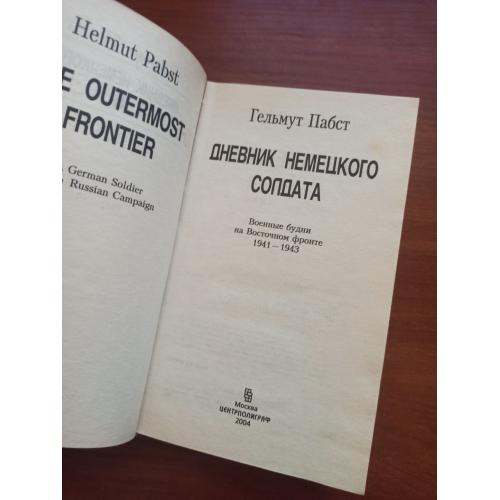 Helmut Pabst
E OUTERMOST
FRONTIER
German Soldier
Russian Campaign
Гельмут Пабст
ДНЕВНИК НЕМЕЦКОГО
СОЛДАТА
Военные будни
на Восточном фронте
1941—1943
Москва
ЦЕНТРПОЛИГРАФ
2004